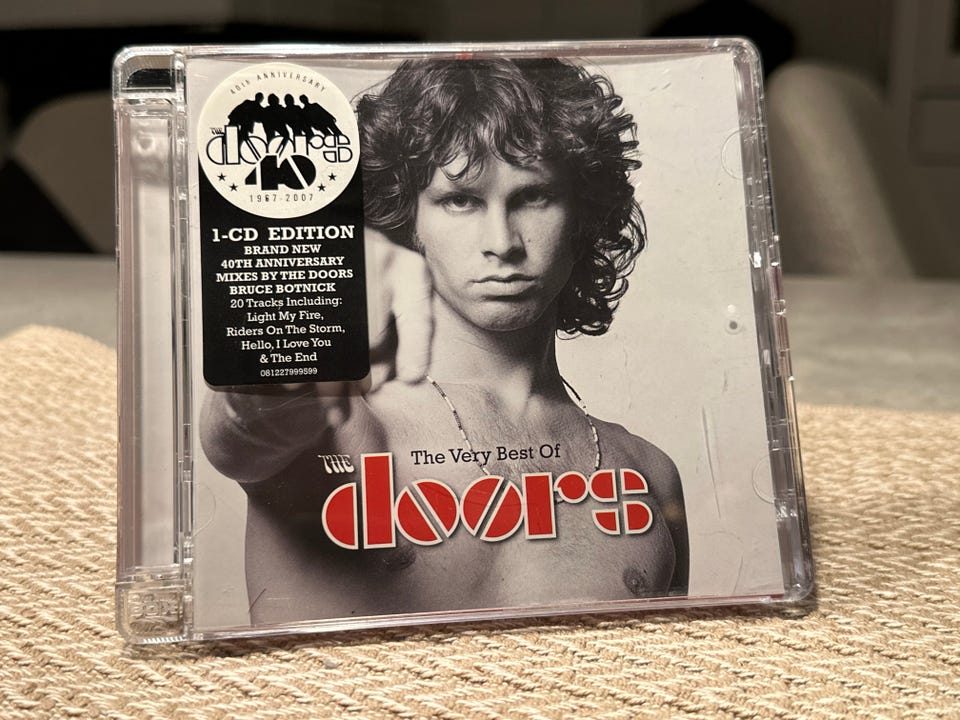 40th ANNIVERSARY
THE
doors
40
1967-2007
1-CD EDITION
BRAND NEW
40TH ANNIVERSARY
MIXES BY THE DOORS
BRUCE BOTNICK
20 Tracks Including:
Light My Fire,
Riders On The Storm,
Hello, I Love You
& The End
081227999599
The Very Best Of
THE
doors